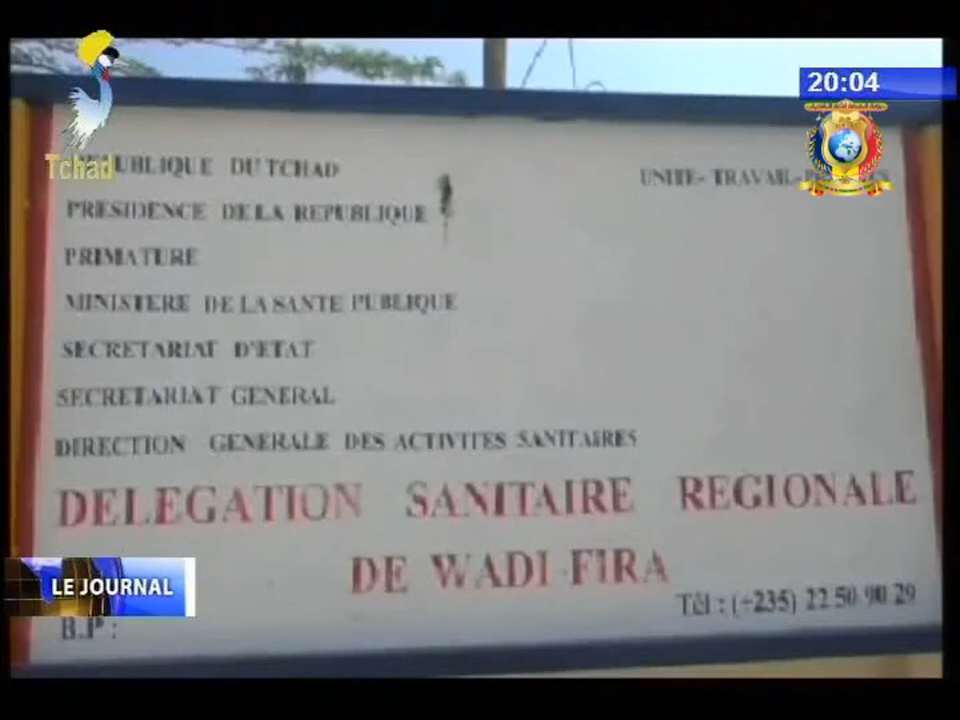 20:04
Tchad
UBLIQUE DU TCHAD
UNITE- TRAVAIL-
PRESIDENCE DE LA REPUBLIQUE
PRIMATURE
MINISTERE DE LA SANTE PUBLIQUE
SECRETARIAT D'ETAT
SECRETARIAT GENERAL
DIRECTION GENERALE DES ACTIVITES SANITAIRES
DELEGATION SANITAIRE REGIONALE
DE WADI FIRA
LE JOURNAL
Tél : (+235) 22 50 90 29
B.P :